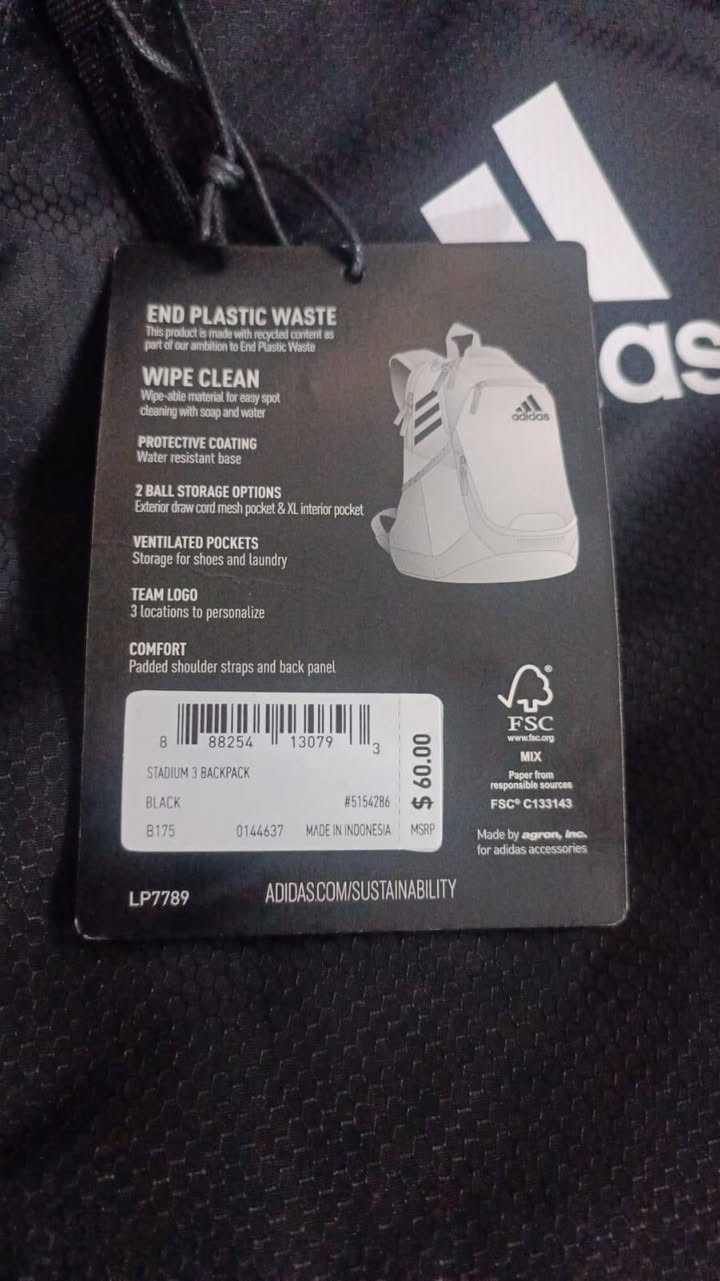 as
END PLASTIC WASTE
This product is made with recycled content as
part of our ambition to End Plastic Waste
WIPE CLEAN
Wipe-able material for easy spot
cleaning with soap and water
adidas
PROTECTIVE COATING
Water resistant base
2 BALL STORAGE OPTIONS
Exterior draw cord mesh pocket & XL interior pocket
VENTILATED POCKETS
Storage for shoes and laundry
TEAM LOGO
3 locations to personalize
COMFORT
Padded shoulder straps and back panel
8 88254 13079 3
STADIUM 3 BACKPACK
BLACK #5154286
B175 0144637 MADE IN INDONESIA
$ 60.00
MSRP
FSC®
www.fsc.org
MIX
Paper from
responsible sources
FSC® C133143
Made by agron, inc.
for adidas accessories
LP7789
ADIDAS.COM/SUSTAINABILITY